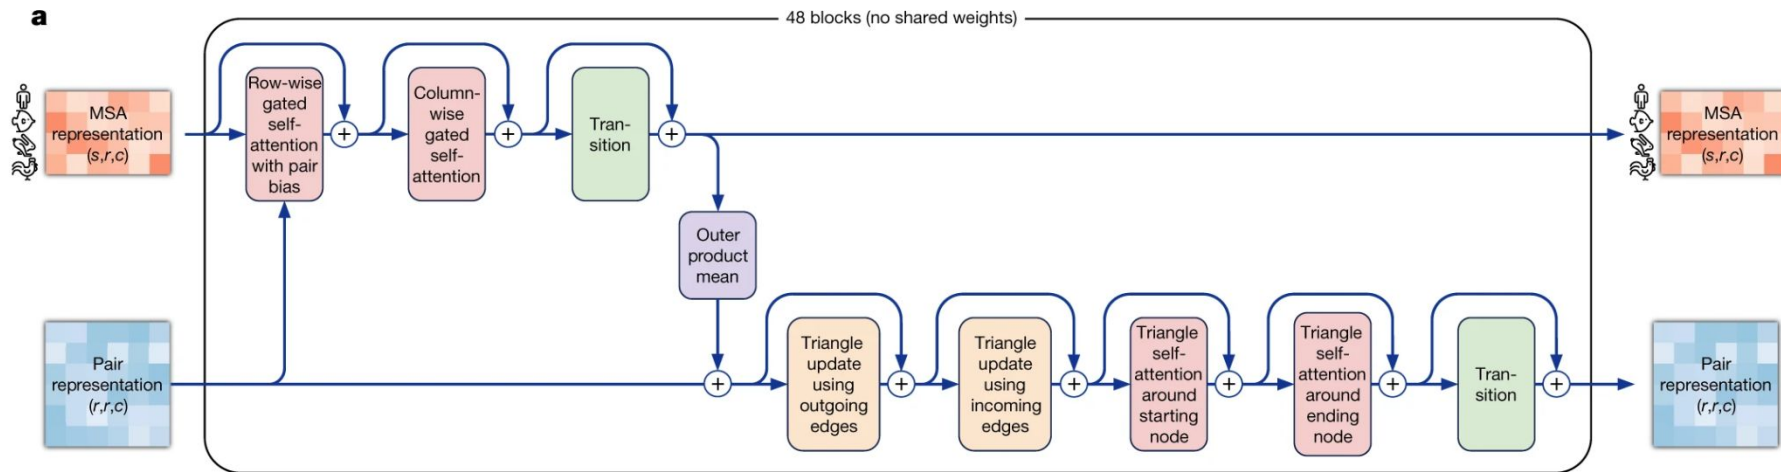 a
48 blocks (no shared weights)
MSA
representation
(s,r,c)
Row-wise
gated
self-
attention
with pair
bias
+
Column-
wise
gated
self-
attention
+
Tran-
sition
+
MSA
representation
(s,r,c)
Outer
product
mean
Pair
representation
(r,r,c)
+
Triangle
update
using
outgoing
edges
+
Triangle
update
using
incoming
edges
+
Triangle
self-
attention
around
starting
node
+
Triangle
self-
attention
around
ending
node
+
Tran-
sition
+
Pair
representation
(r,r,c)